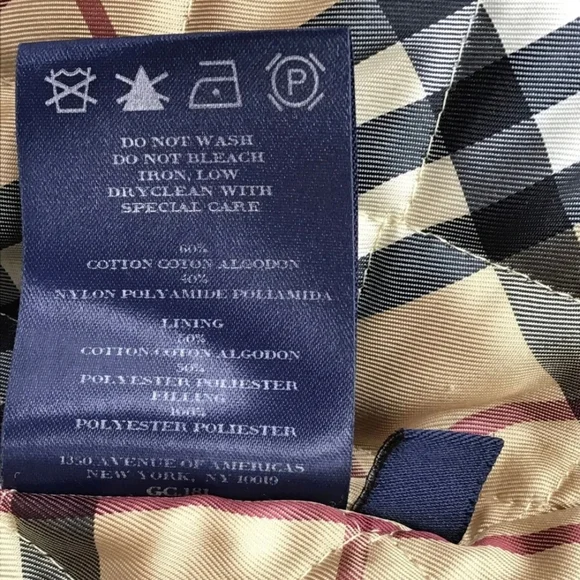 P
DO NOT WASH
DO NOT BLEACH
IRON, LOW
DRYCLEAN WITH
SPECIAL CARE
60%
COTTON COTON ALGODON
40%
NYLON POLYAMIDE POLIAMIDA
LINING
COTTON COTON ALGODON
50%
POLYESTER POLIESTER
FILLING
100%
POLYESTER POLIESTER
1350 AVENUE OF AMERICAS
NEW YORK, NY 10019